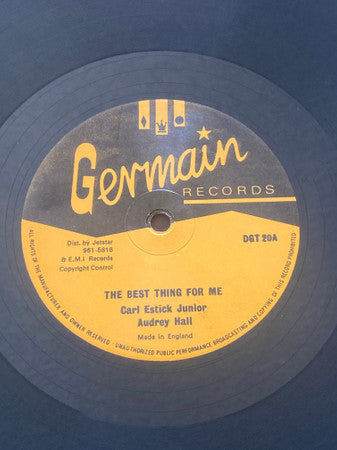 Germain
RECORDS
Dist. by Jetstar
961-5818
& E.M.I Records
Copyright Control
DGT 20A
THE BEST THING FOR ME
Carl Estick Junior
Audrey Hall
Made in England
ALL RIGHTS OF THE MANUFACTURER AND OWNER RESERVED · UNAUTHORIZED PUBLIC PERFORMANCE BROADCASTING AND COPYING OF THIS RECORD PROHIBITED